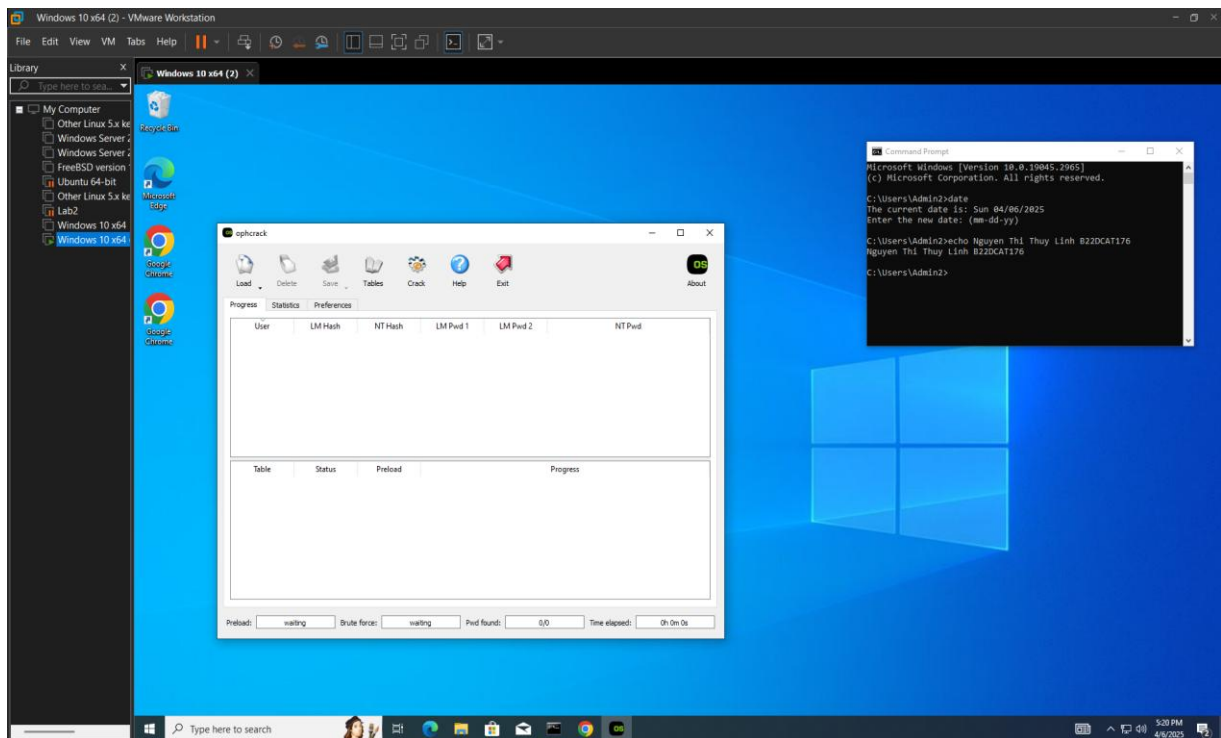 Windows 10 x64 (2) - VMware Workstation
File Edit View VM Tabs Help
Library
Type here to sea...
My Computer
Other Linux 5.x ke
Windows Server 2
Windows Server 2
FreeBSD version
Ubuntu 64-bit
Other Linux 5.x ke
Lab2
Windows 10 x64
Windows 10 x64
Windows 10 x64 (2)
Recycle Bin
Microsoft
Edge
Google
Chrome
Google
Chrome
ophcrack
Load Delete Save Tables Crack Help Exit
OS
About
Progress Statistics Preferences
User LM Hash NT Hash LM Pwd 1 LM Pwd 2 NT Pwd
Table Status Preload Progress
Preload: waiting Brute force: waiting Pwd found: 0/0 Time elapsed: 0h 0m 0s
Command Prompt
Microsoft Windows [Version 10.0.19045.2965]
(c) Microsoft Corporation. All rights reserved.
C:\Users\Admin2>date
The current date is: Sun 04/06/2025
Enter the new date: (mm-dd-yy)
C:\Users\Admin2>echo Nguyen Thi Thuy Linh B22DCAT176
Nguyen Thi Thuy Linh B22DCAT176
C:\Users\Admin2>
Type here to search
5:20 PM
4/6/2025